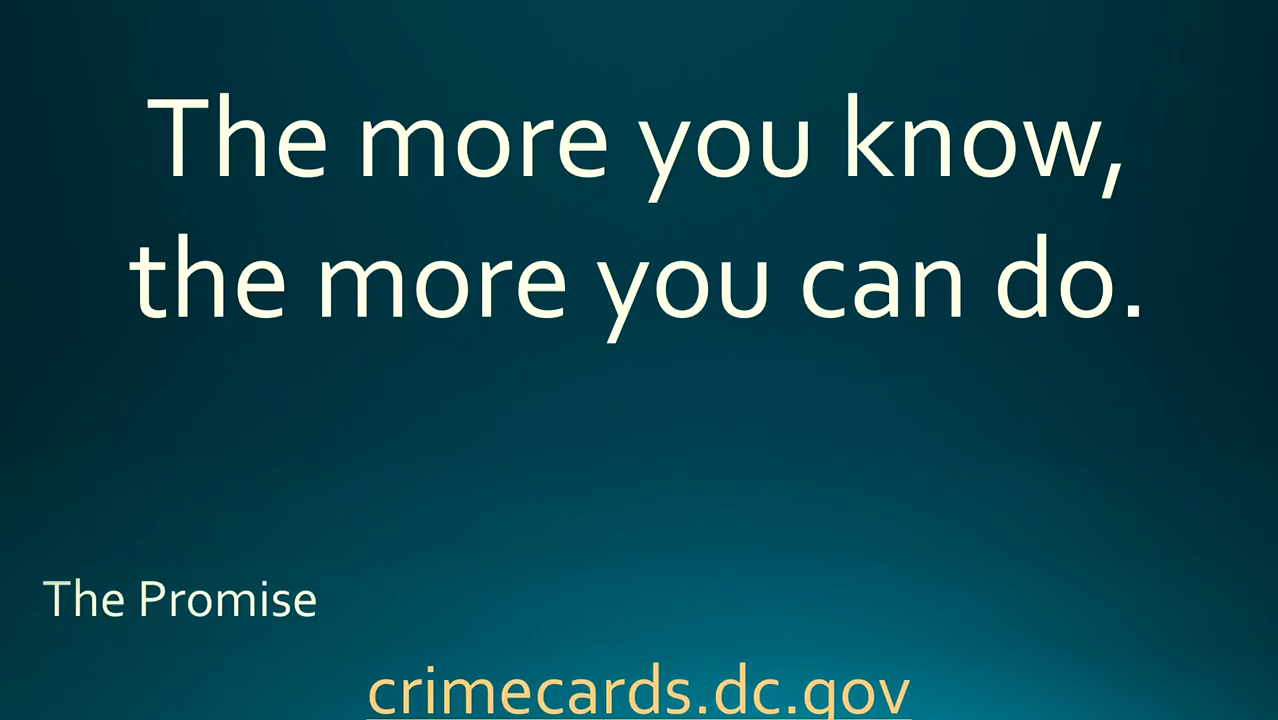 The more you know,
the more you can do.
The Promise
crimecards.dc.gov